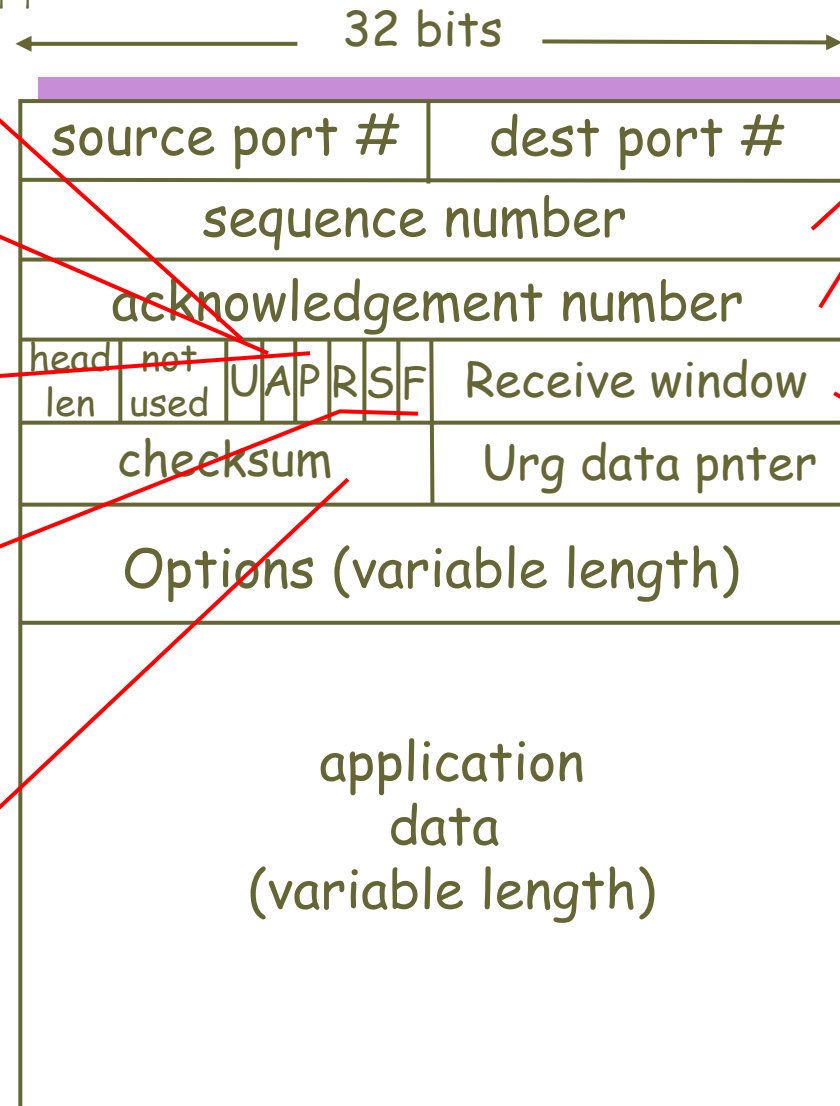 32 bits
source port # dest port #
sequence number
acknowledgement number
head len not used U A P R S F Receive window
checksum Urg data pnter
Options (variable length)
application
data
(variable length)